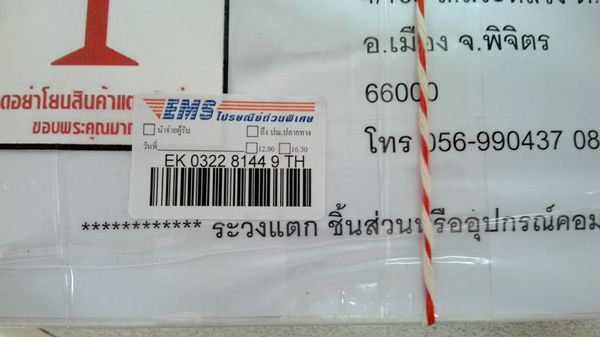 อ.เมือง จ.พิจิตร
66000
โทร 056-990437 08
โยนสินค้า
ขอบพระคุณมาก
EMS ไปรษณีย์ด่วนพิเศษ
นำจ่ายผู้รับ ถึง ปณ.ปลายทาง
วันที่ 12.00 16.30
EK 0322 8144 9 TH
************ ระวังแตก ชิ้นส่วนหรืออุปกรณ์คอม